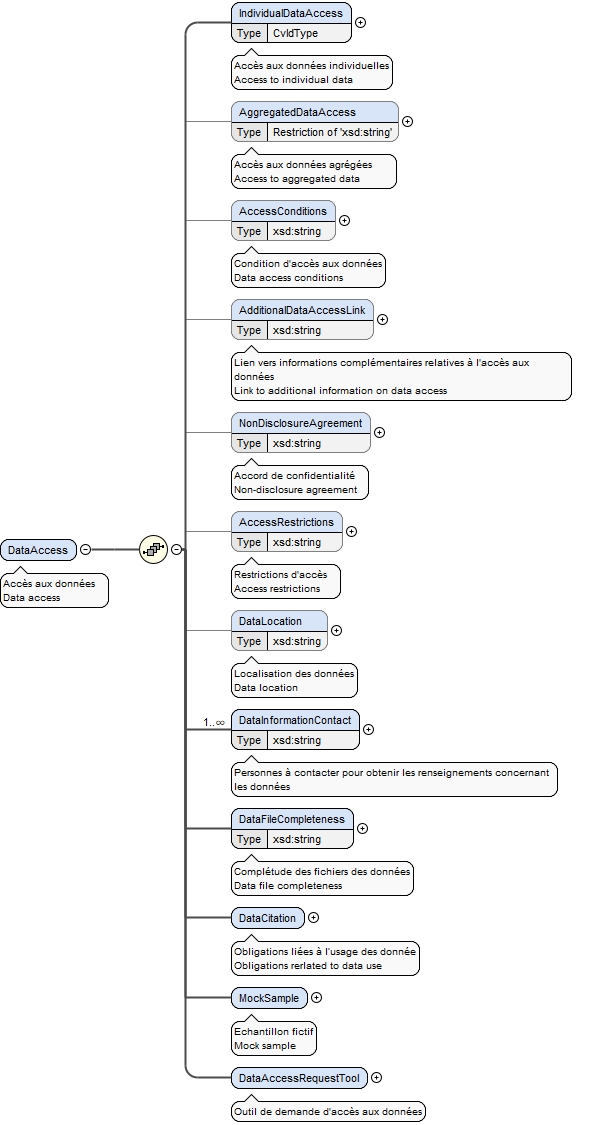 IndividualDataAccess
Type CvIdType
Accès aux données individuelles
Access to individual data
AggregatedDataAccess
Type Restriction of 'xsd:string'
Accès aux données agrégées
Access to aggregated data
AccessConditions
Type xsd:string
Condition d'accès aux données
Data access conditions
AdditionalDataAccessLink
Type xsd:string
Lien vers informations complémentaires relatives à l'accès aux
données
Link to additional information on data access
NonDisclosureAgreement
Type xsd:string
Accord de confidentialité
Non-disclosure agreement
AccessRestrictions
Type xsd:string
Restrictions d'accès
Access restrictions
DataAccess
Accès aux données
Data access
DataLocation
Type xsd:string
Localisation des données
Data location
1..∞
DataInformationContact
Type xsd:string
Personnes à contacter pour obtenir les renseignements concernant
les données
DataFileCompleteness
Type xsd:string
Complétude des fichiers des données
Data file completeness
DataCitation
Obligations liées à l'usage des donnée
Obligations rerlated to data use
MockSample
Echantillon fictif
Mock sample
DataAccessRequestTool
Outil de demande d'accès aux données